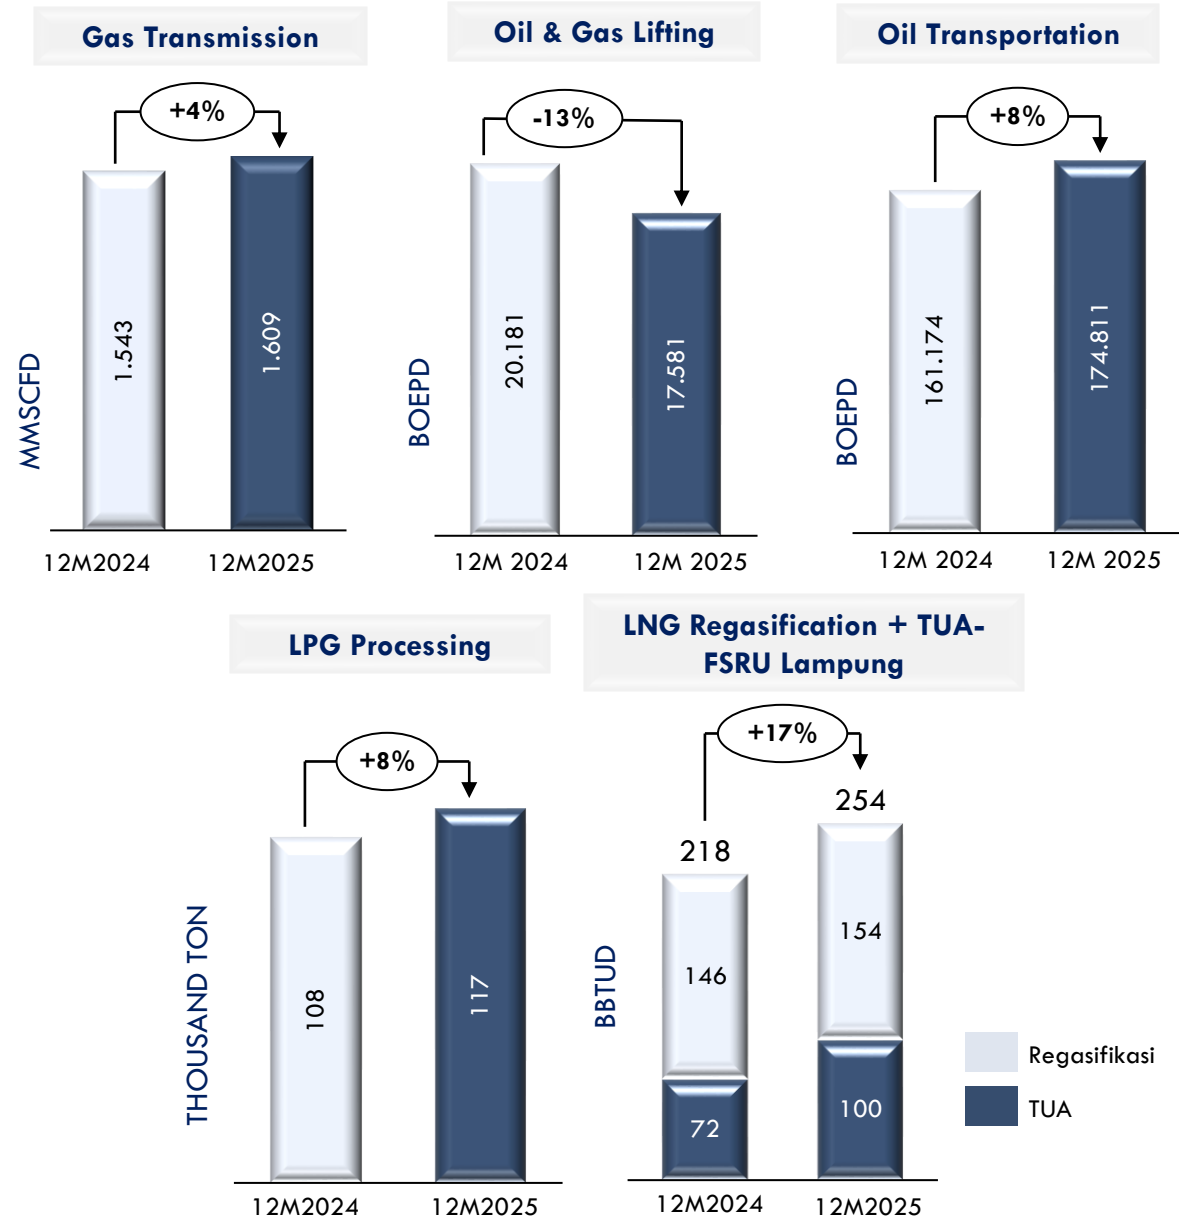 Gas Transmission
+4%
MMSCFD
1.543
1.609
12M2024
12M2025
Oil & Gas Lifting
-13%
BOEPD
20.181
17.581
12M 2024
12M 2025
Oil Transportation
+8%
BOEPD
161.174
174.811
12M 2024
12M 2025
LPG Processing
+8%
THOUSAND TON
108
117
12M2024
12M2025
LNG Regasification + TUA-
FSRU Lampung
+17%
BBTUD
218
254
146
154
72
100
12M2024
12M2025
Regasifikasi
TUA